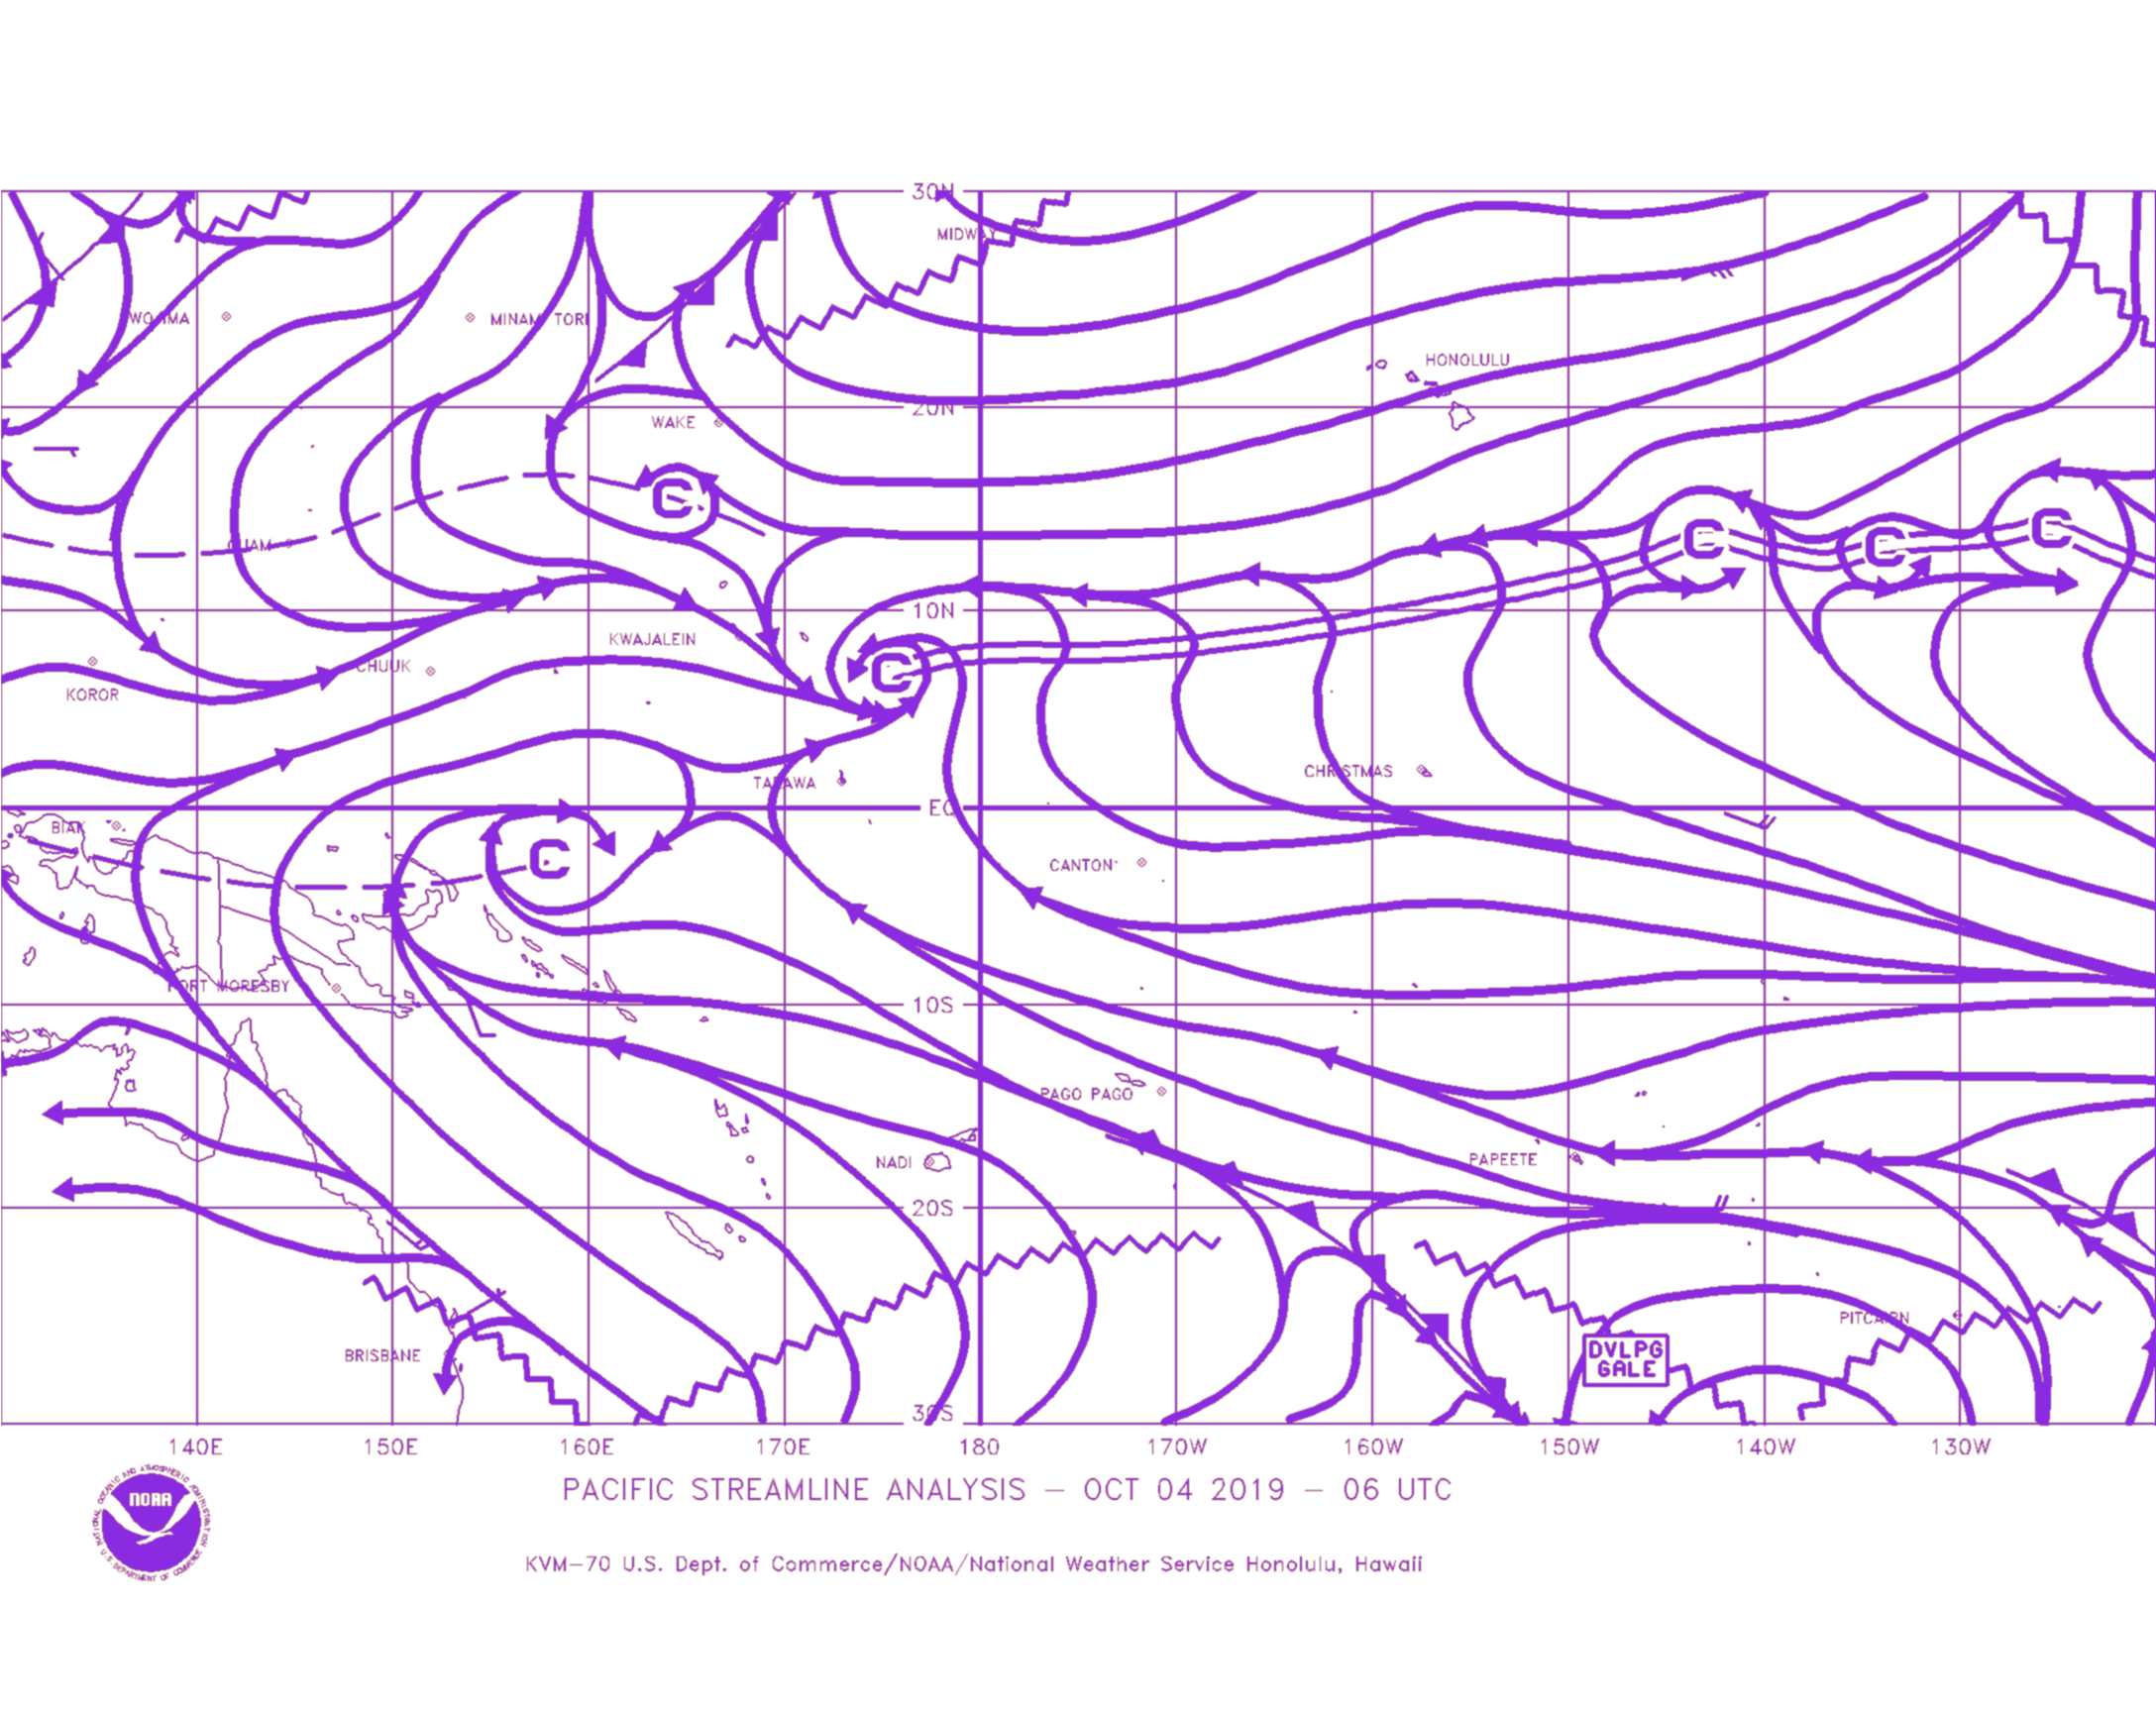 30N
MIDWAY
WO JIMA
MINAMI TORI
HONOLULU
20N
WAKE
C
C
C
C
GUAM
10N
KWAJALEIN
CHUUK
C
KOROR
CHRISTMAS
TARAWA
EQ
BIAK
C
CANTON
PORT MORESBY
10S
PAGO PAGO
NADI
PAPEETE
20S
PITCAIRN
DVLPG
GALE
BRISBANE
30S
140E 150E 160E 170E 180 170W 160W 150W 140W 130W
PACIFIC STREAMLINE ANALYSIS - OCT 04 2019 - 06 UTC
NATIONAL OCEANIC AND ATMOSPHERIC ADMINISTRATION
NOAA
U.S. DEPARTMENT OF COMMERCE
KVM-70 U.S. Dept. of Commerce/NOAA/National Weather Service Honolulu, Hawaii